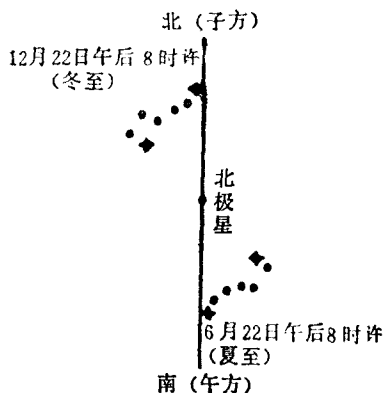 北（子方）
12月22日午后8时许
（冬至）
北极星
6月22日午后8时许
（夏至）
南（午方）